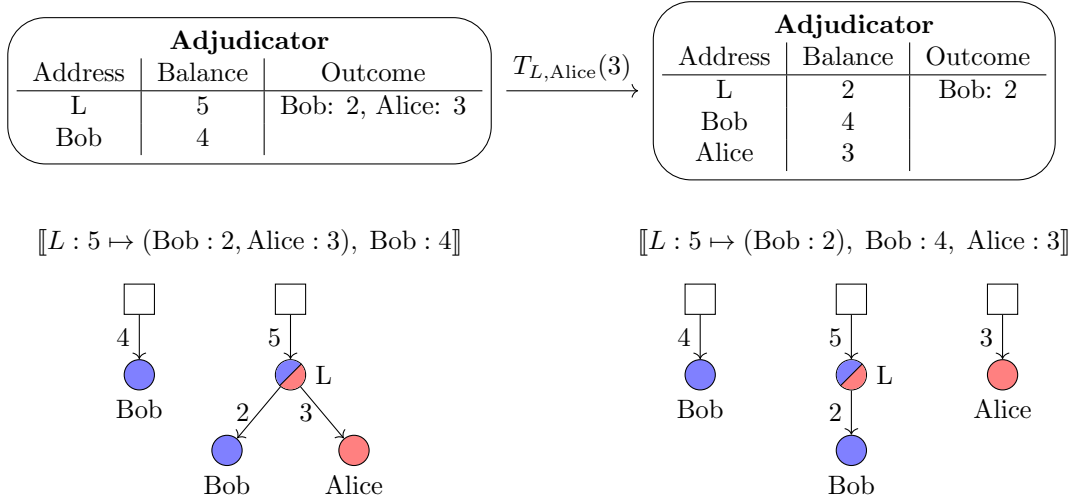 Adjudicator
Address Balance Outcome
L 5 Bob: 2, Alice: 3
Bob 4
T_{L,Alice}(3)
Adjudicator
Address Balance Outcome
L 2 Bob: 2
Bob 4
Alice 3
⟦L : 5 ↦ (Bob : 2, Alice : 3), Bob : 4⟧
4 5
L
Bob
2 3
Bob Alice
⟦L : 5 ↦ (Bob : 2), Bob : 4, Alice : 3⟧
4 5 3
L
Bob Alice
2
Bob